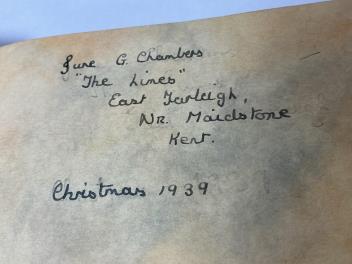 June G. Chambers
"The Lines"
East Farleigh,
Nr. Maidstone
Kent.
Christmas 1939